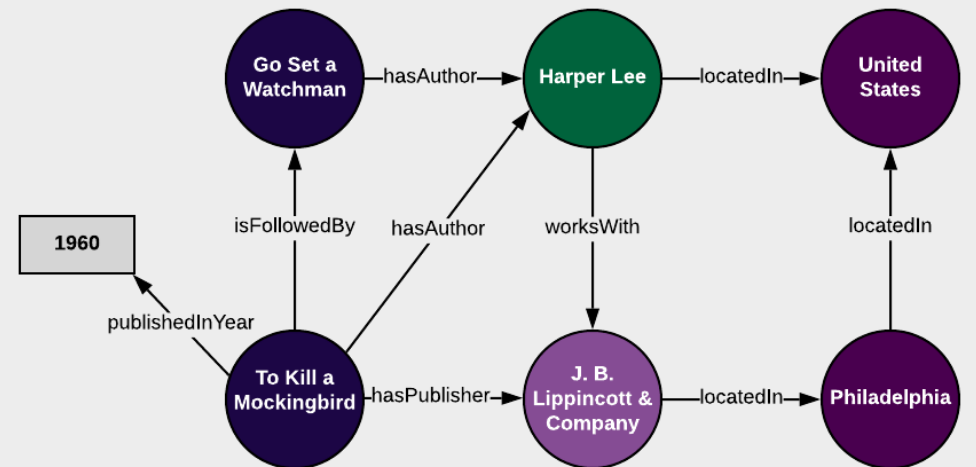 Go Set a
Watchman
hasAuthor
Harper Lee
locatedIn
United
States
isFollowedBy
hasAuthor
worksWith
locatedIn
1960
publishedInYear
To Kill a
Mockingbird
hasPublisher
J. B.
Lippincott &
Company
locatedIn
Philadelphia